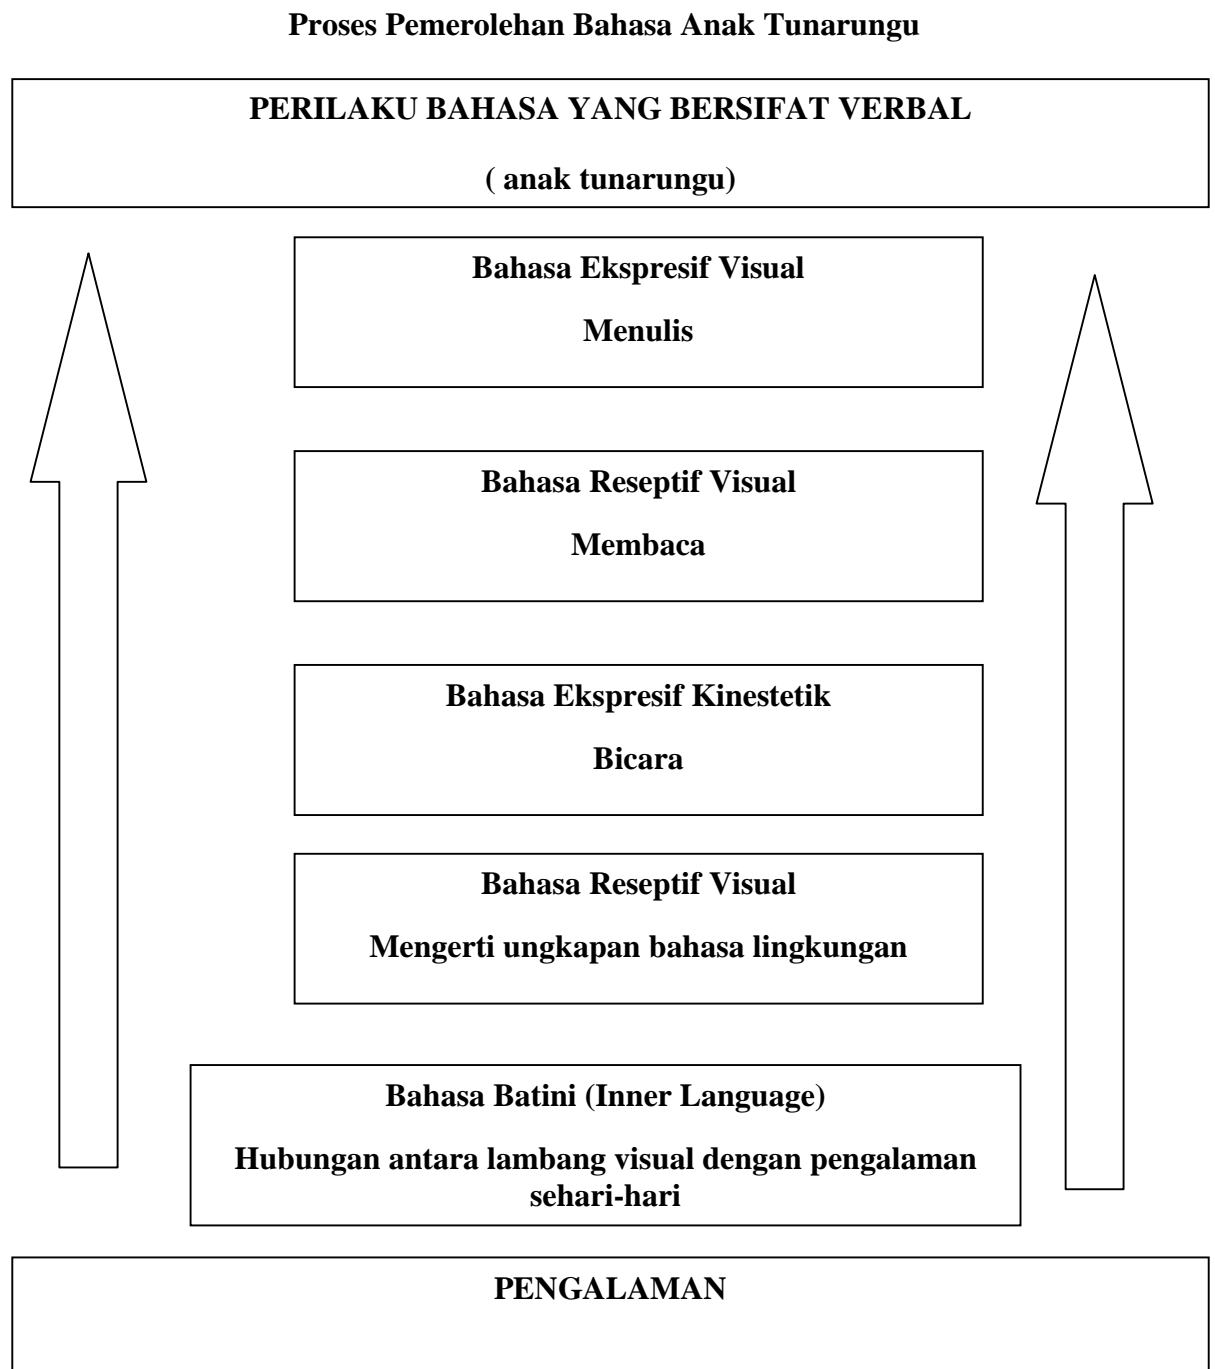 Proses Pemerolehan Bahasa Anak Tunarungu
PERILAKU BAHASA YANG BERSIFAT VERBAL
( anak tunarungu)
Bahasa Ekspresif Visual
Menulis
Bahasa Reseptif Visual
Membaca
Bahasa Ekspresif Kinestetik
Bicara
Bahasa Reseptif Visual
Mengerti ungkapan bahasa lingkungan
Bahasa Batini (Inner Language)
Hubungan antara lambang visual dengan pengalaman
sehari-hari
PENGALAMAN